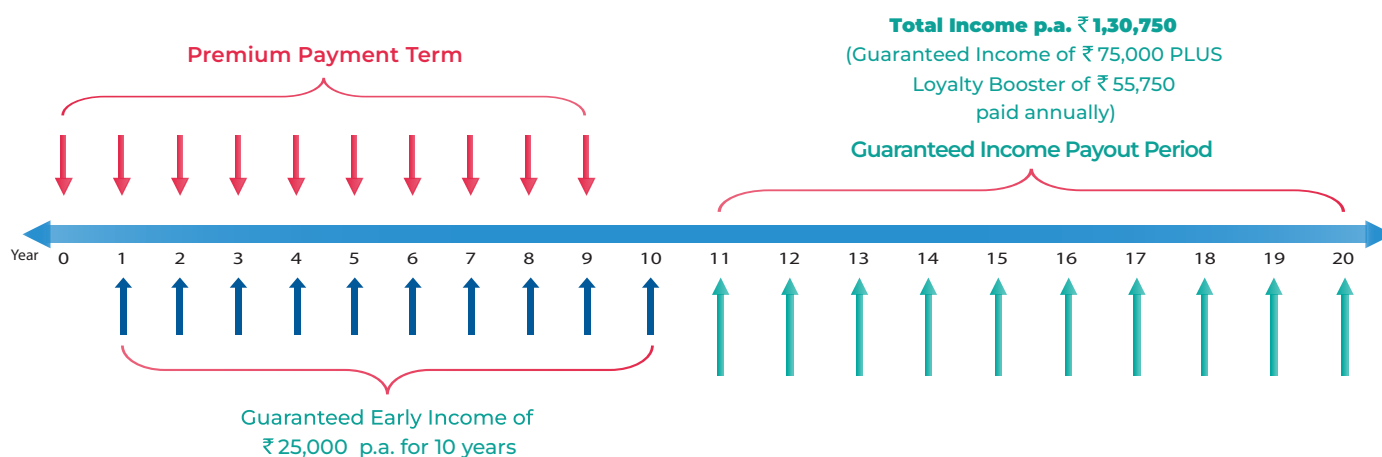 Premium Payment Term
Total Income p.a. ₹ 1,30,750
(Guaranteed Income of ₹ 75,000 PLUS
Loyalty Booster of ₹ 55,750
paid annually)
Guaranteed Income Payout Period
Year 0 1 2 3 4 5 6 7 8 9 10 11 12 13 14 15 16 17 18 19 20
Guaranteed Early Income of
₹ 25,000 p.a. for 10 years